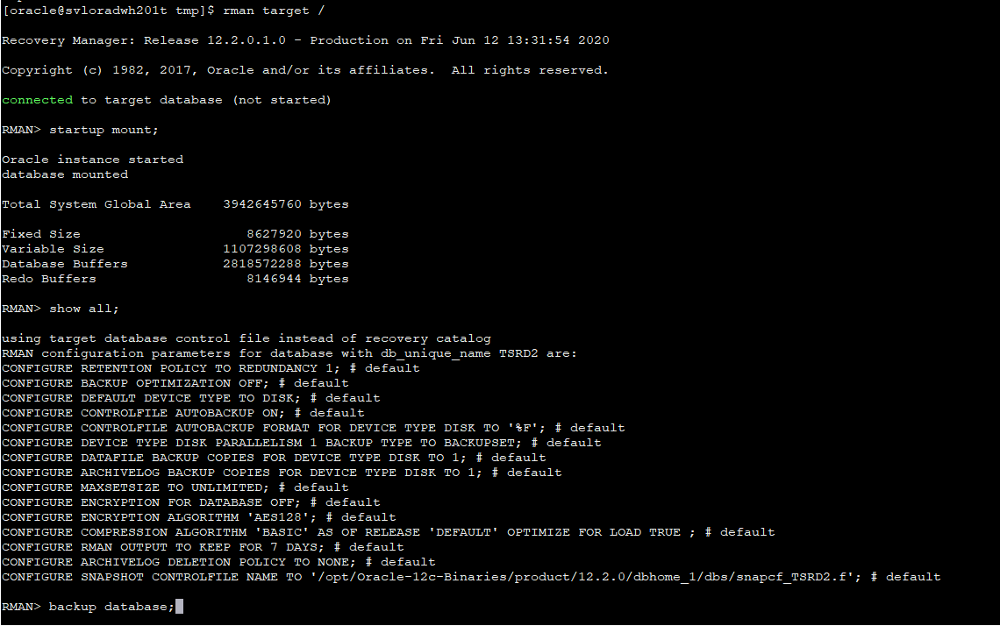 [oracle@svloradwh201t tmp]$ rman target /
Recovery Manager: Release 12.2.0.1.0 - Production on Fri Jun 12 13:31:54 2020
Copyright (c) 1982, 2017, Oracle and/or its affiliates.  All rights reserved.
connected to target database (not started)
RMAN> startup mount;
Oracle instance started
database mounted
Total System Global Area    3942645760 bytes
Fixed Size                     8627920 bytes
Variable Size               1107298608 bytes
Database Buffers            2818572288 bytes
Redo Buffers                   8146944 bytes
RMAN> show all;
using target database control file instead of recovery catalog
RMAN configuration parameters for database with db_unique_name TSRD2 are:
CONFIGURE RETENTION POLICY TO REDUNDANCY 1; # default
CONFIGURE BACKUP OPTIMIZATION OFF; # default
CONFIGURE DEFAULT DEVICE TYPE TO DISK; # default
CONFIGURE CONTROLFILE AUTOBACKUP ON; # default
CONFIGURE CONTROLFILE AUTOBACKUP FORMAT FOR DEVICE TYPE DISK TO '%F'; # default
CONFIGURE DEVICE TYPE DISK PARALLELISM 1 BACKUP TYPE TO BACKUPSET; # default
CONFIGURE DATAFILE BACKUP COPIES FOR DEVICE TYPE DISK TO 1; # default
CONFIGURE ARCHIVELOG BACKUP COPIES FOR DEVICE TYPE DISK TO 1; # default
CONFIGURE MAXSETSIZE TO UNLIMITED; # default
CONFIGURE ENCRYPTION FOR DATABASE OFF; # default
CONFIGURE ENCRYPTION ALGORITHM 'AES128'; # default
CONFIGURE COMPRESSION ALGORITHM 'BASIC' AS OF RELEASE 'DEFAULT' OPTIMIZE FOR LOAD TRUE ; # default
CONFIGURE RMAN OUTPUT TO KEEP FOR 7 DAYS; # default
CONFIGURE ARCHIVELOG DELETION POLICY TO NONE; # default
CONFIGURE SNAPSHOT CONTROLFILE NAME TO '/opt/Oracle-12c-Binaries/product/12.2.0/dbhome_1/dbs/snapcf_TSRD2.f'; # default
RMAN> backup database;